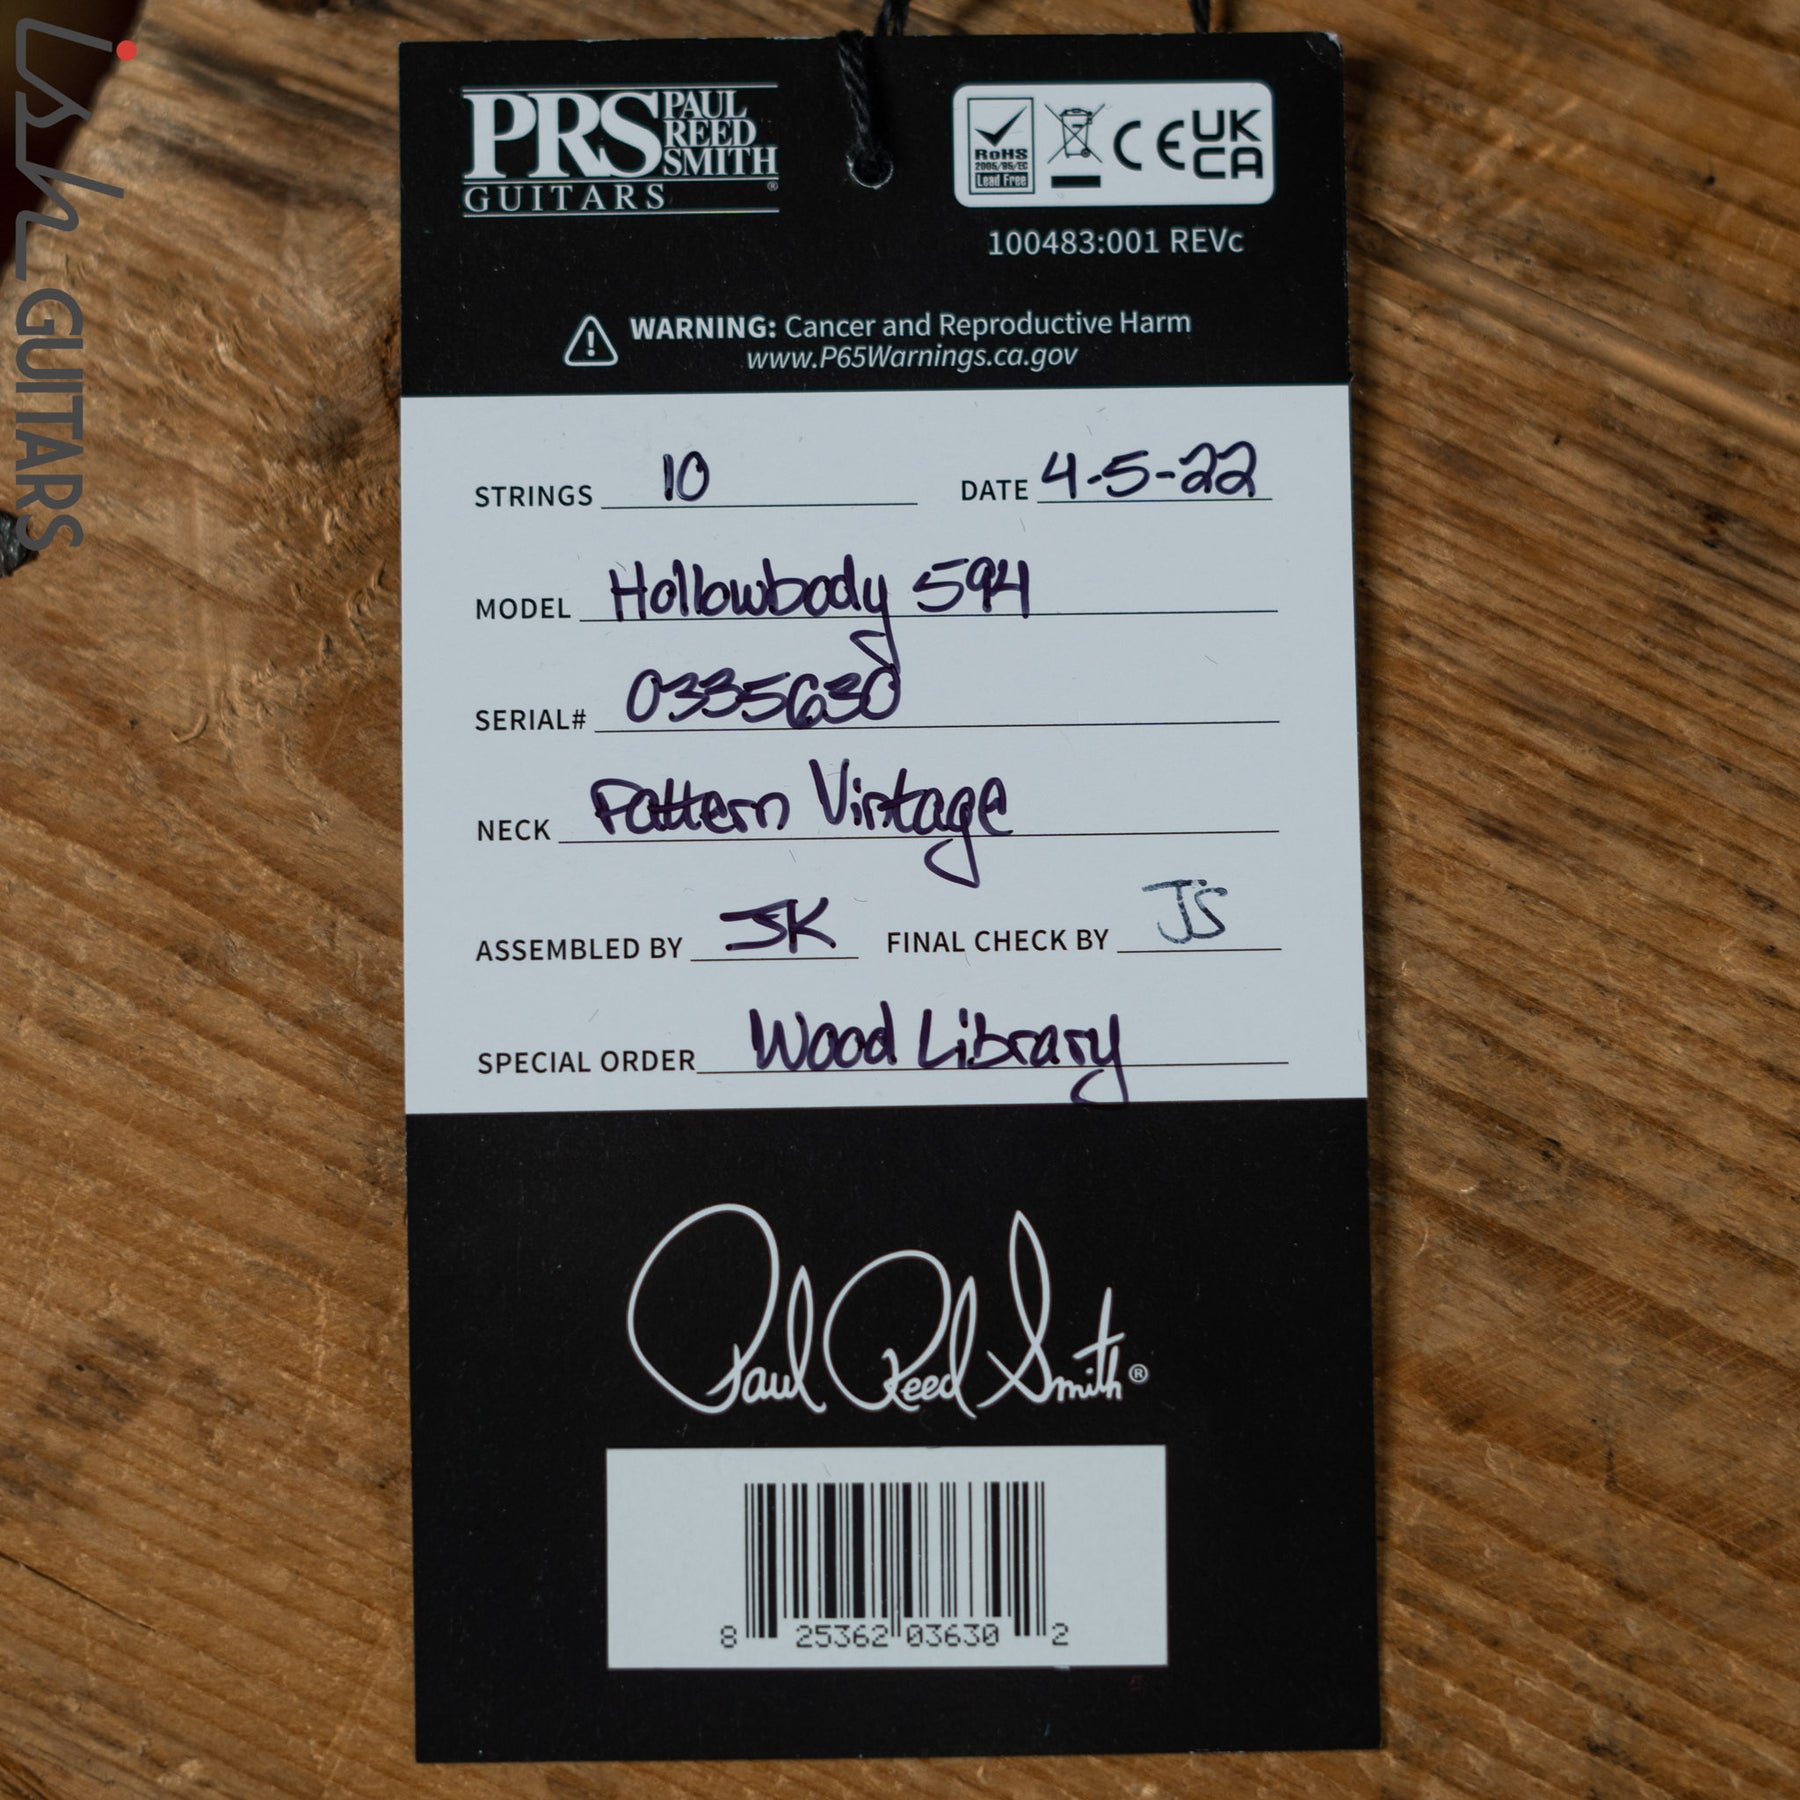 ish GUITARS
PRS PAUL REED SMITH
GUITARS®
RoHS
2005/95/EC
Lead Free
CE UK CA
100483:001 REVc
WARNING: Cancer and Reproductive Harm
www.P65Warnings.ca.gov
STRINGS 10 DATE 4-5-22
MODEL Hollowbody 594
SERIAL# 0335630
NECK Pattern Vintage
ASSEMBLED BY JK FINAL CHECK BY JS
SPECIAL ORDER Wood Library
Paul Reed Smith®
8 25362 03630 2